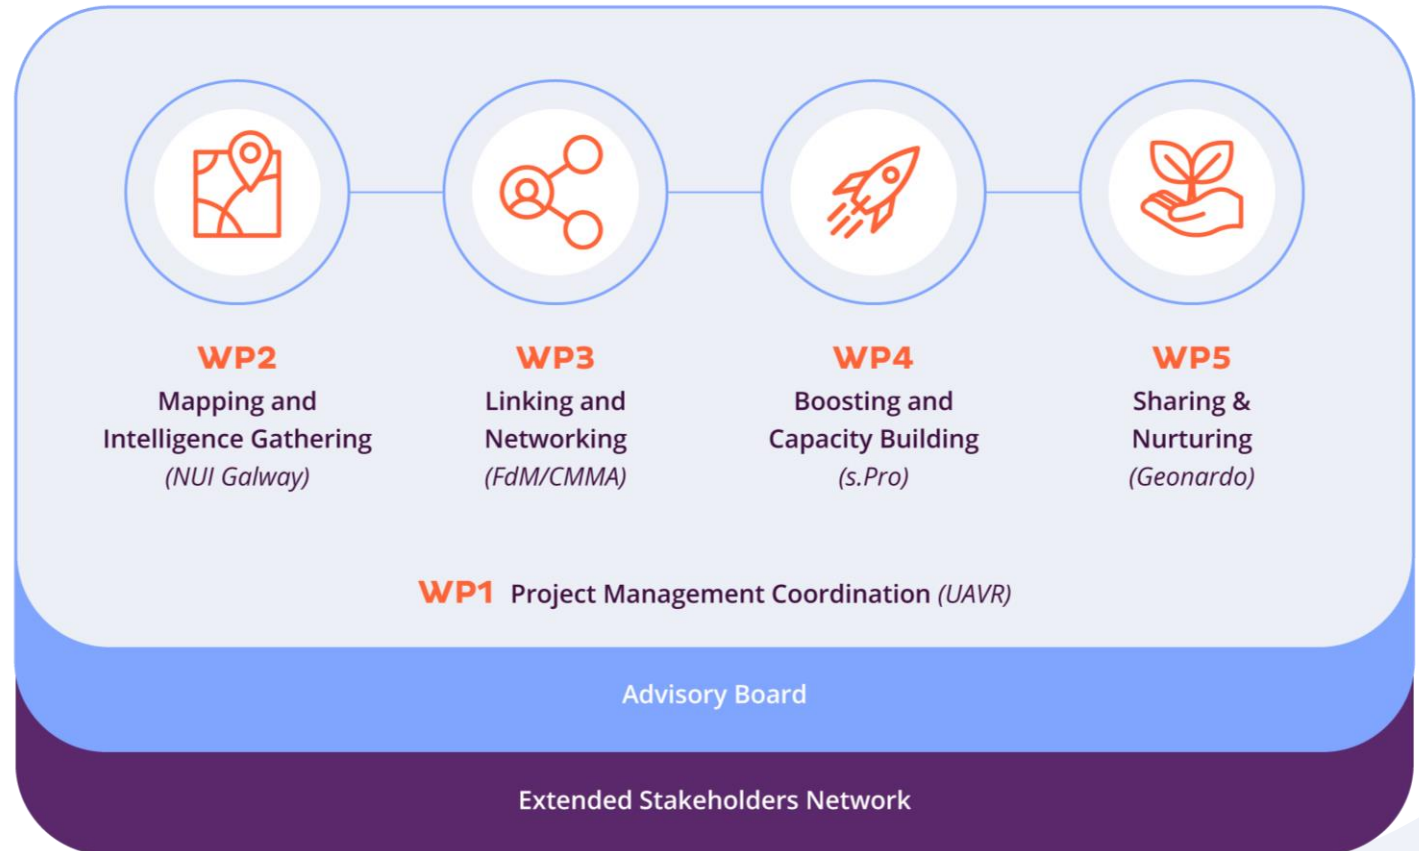 WP2
Mapping and
Intelligence Gathering
(NUI Galway)
WP3
Linking and
Networking
(FdM/CMMA)
WP4
Boosting and
Capacity Building
(s.Pro)
WP5
Sharing &
Nurturing
(Geonardo)
WP1 Project Management Coordination (UAVR)
Advisory Board
Extended Stakeholders Network